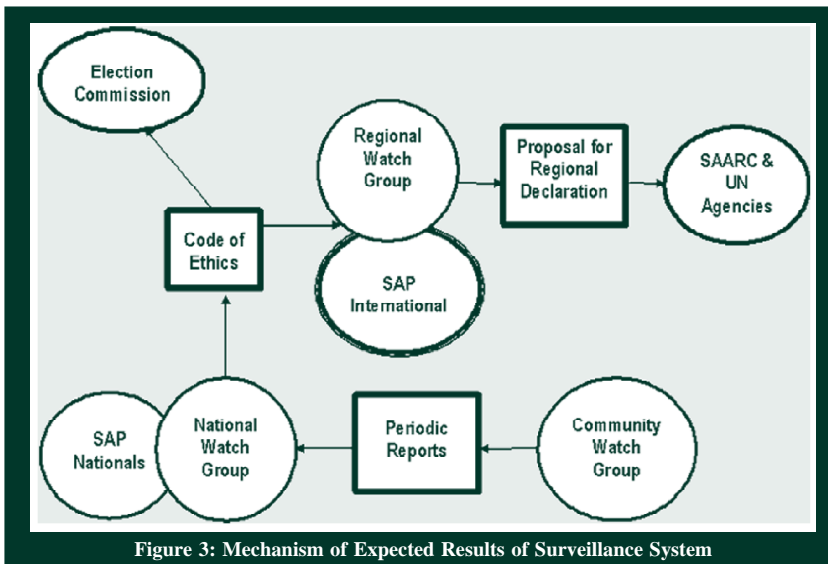 Election
Commission
Regional
Watch
Group
Proposal for
Regional
Declaration
SAARC &
UN
Agencies
Code of
Ethics
SAP
International
SAP
Nationals
National
Watch
Group
Periodic
Reports
Community
Watch
Group
Figure 3: Mechanism of Expected Results of Surveillance System